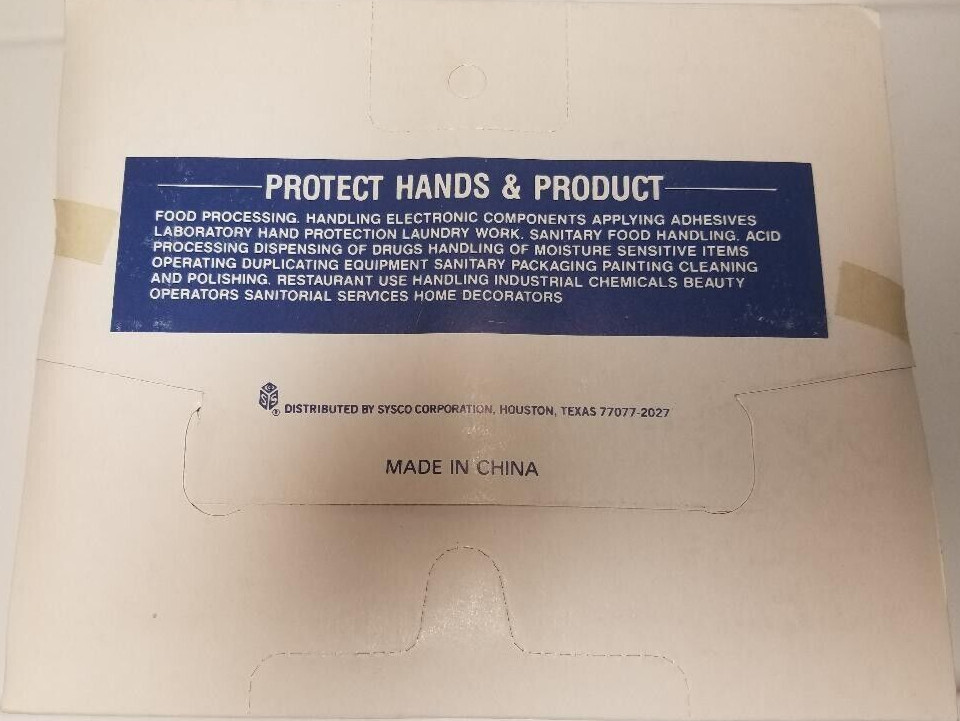 PROTECT HANDS & PRODUCT
FOOD PROCESSING. HANDLING ELECTRONIC COMPONENTS APPLYING ADHESIVES
LABORATORY HAND PROTECTION LAUNDRY WORK. SANITARY FOOD HANDLING. ACID
PROCESSING DISPENSING OF DRUGS HANDLING OF MOISTURE SENSITIVE ITEMS
OPERATING DUPLICATING EQUIPMENT SANITARY PACKAGING PAINTING CLEANING
AND POLISHING. RESTAURANT USE HANDLING INDUSTRIAL CHEMICALS BEAUTY
OPERATORS SANITORIAL SERVICES HOME DECORATORS
® DISTRIBUTED BY SYSCO CORPORATION, HOUSTON, TEXAS 77077-2027
MADE IN CHINA